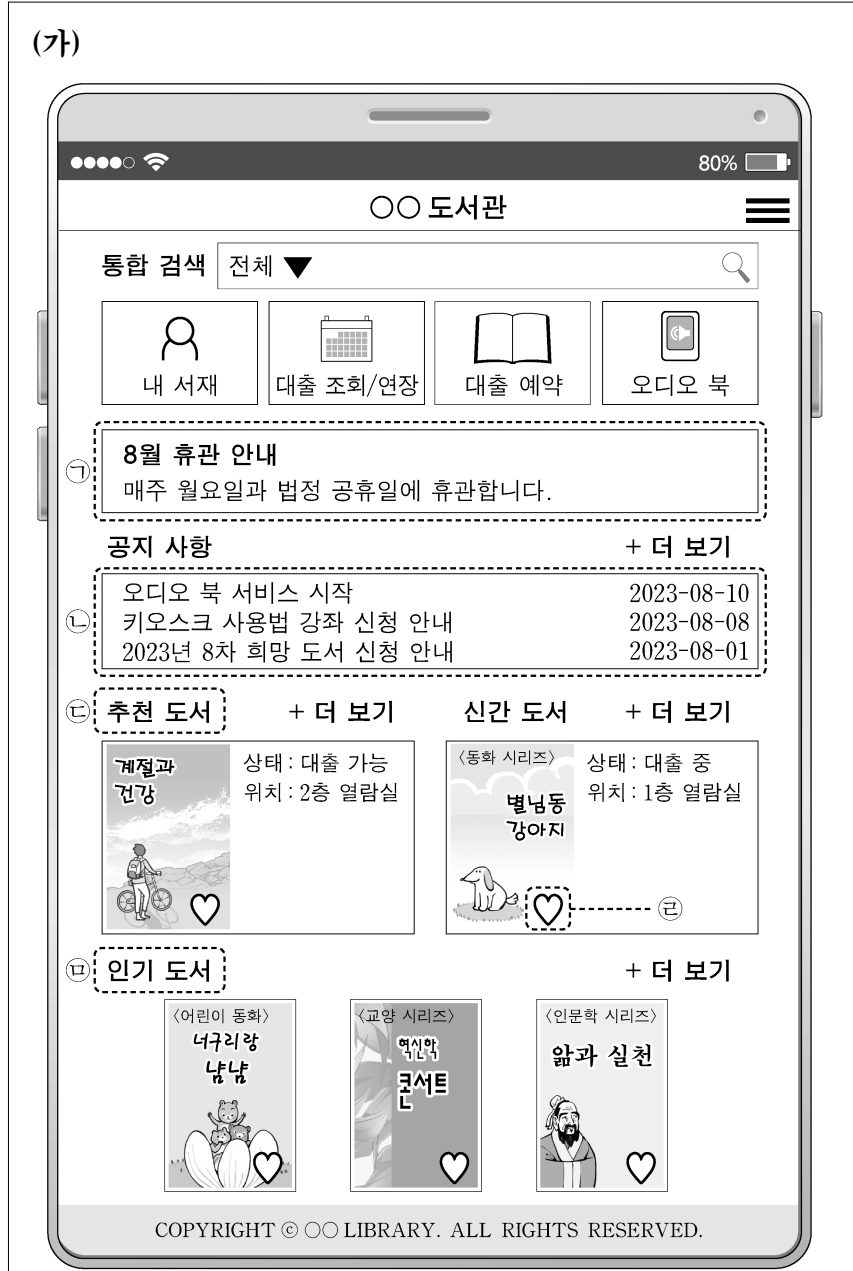 (가)
80%
○○ 도서관
통합 검색 전체 ▼
내 서재 대출 조회/연장 대출 예약 오디오 북
㉠
8월 휴관 안내
매주 월요일과 법정 공휴일에 휴관합니다.
공지 사항 + 더 보기
㉡
오디오 북 서비스 시작 2023-08-10
키오스크 사용법 강좌 신청 안내 2023-08-08
2023년 8차 희망 도서 신청 안내 2023-08-01
㉢ 추천 도서 + 더 보기 신간 도서 + 더 보기
계절과
건강
상태 : 대출 가능
위치 : 2층 열람실
〈동화 시리즈〉
별님동
강아지
상태 : 대출 중
위치 : 1층 열람실
㉣
㉤ 인기 도서 + 더 보기
〈어린이 동화〉
너구리랑
냠냠
〈교양 시리즈〉
혁신학
콘서트
〈인문학 시리즈〉
앎과 실천
COPYRIGHT ⓒ ○○ LIBRARY. ALL RIGHTS RESERVED.